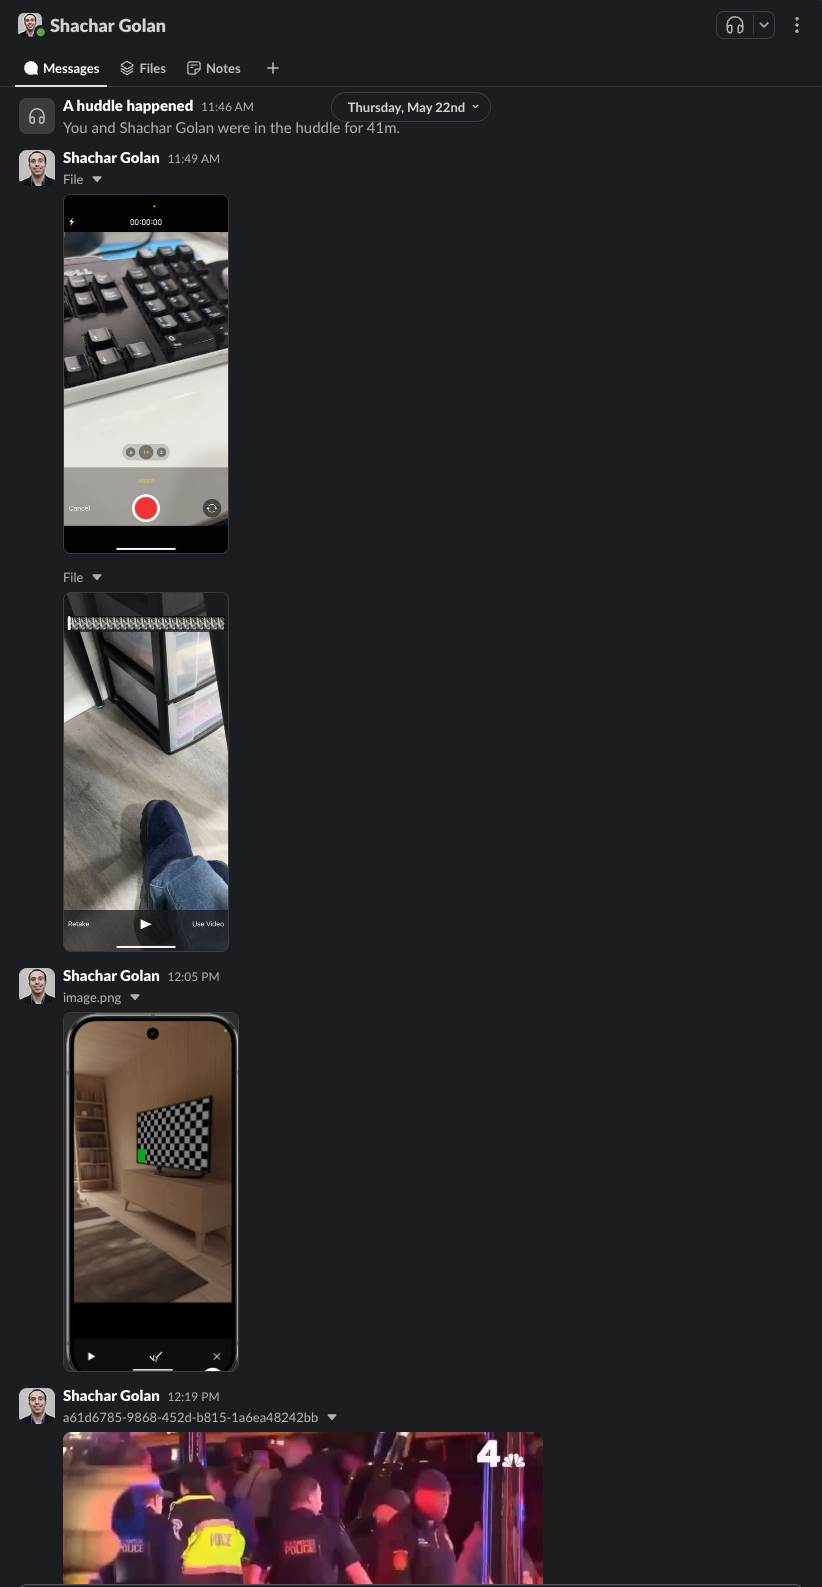 Shachar Golan
Messages
Files
Notes
A huddle happened 11:46 AM
Thursday, May 22nd
You and Shachar Golan were in the huddle for 41m.
Shachar Golan 11:49 AM
File
00:00:00
DELL
VIDEO
Cancel
File
Retake
Use Video
Shachar Golan 12:05 PM
image.png
Shachar Golan 12:19 PM
a61d6785-9868-452d-b815-1a6ea48242bb
4
POLICE
POLICE
POLICE